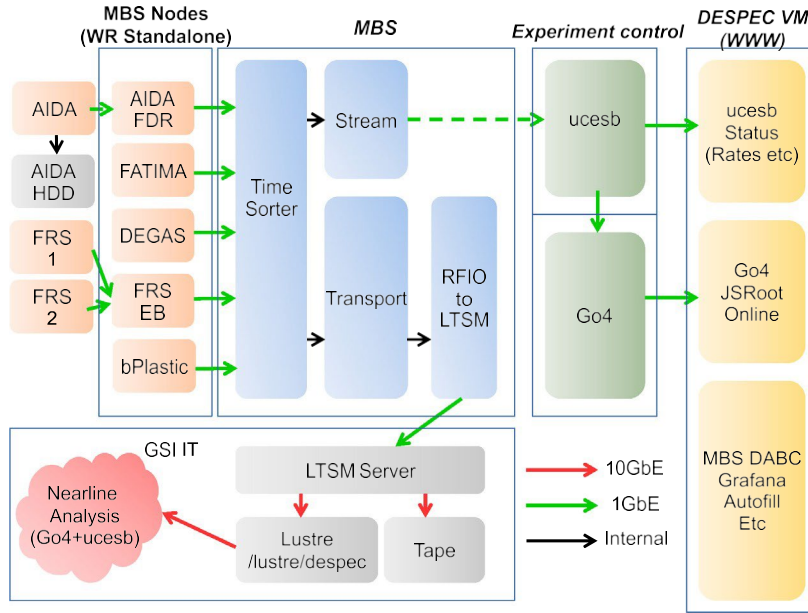 MBS Nodes
(WR Standalone)
MBS
Experiment control
DESPEC VM
(WWW)
AIDA
AIDA
FDR
AIDA
HDD
FATIMA
DEGAS
FRS
1
FRS
2
FRS
EB
bPlastic
Time
Sorter
Stream
Transport
RFIO
to
LTSM
ucesb
Go4
ucesb
Status
(Rates etc)
Go4
JSRoot
Online
MBS DABC
Grafana
Autofill
Etc
GSI IT
Nearline
Analysis
(Go4+ucesb)
LTSM Server
Lustre
/lustre/despec
Tape
10GbE
1GbE
Internal